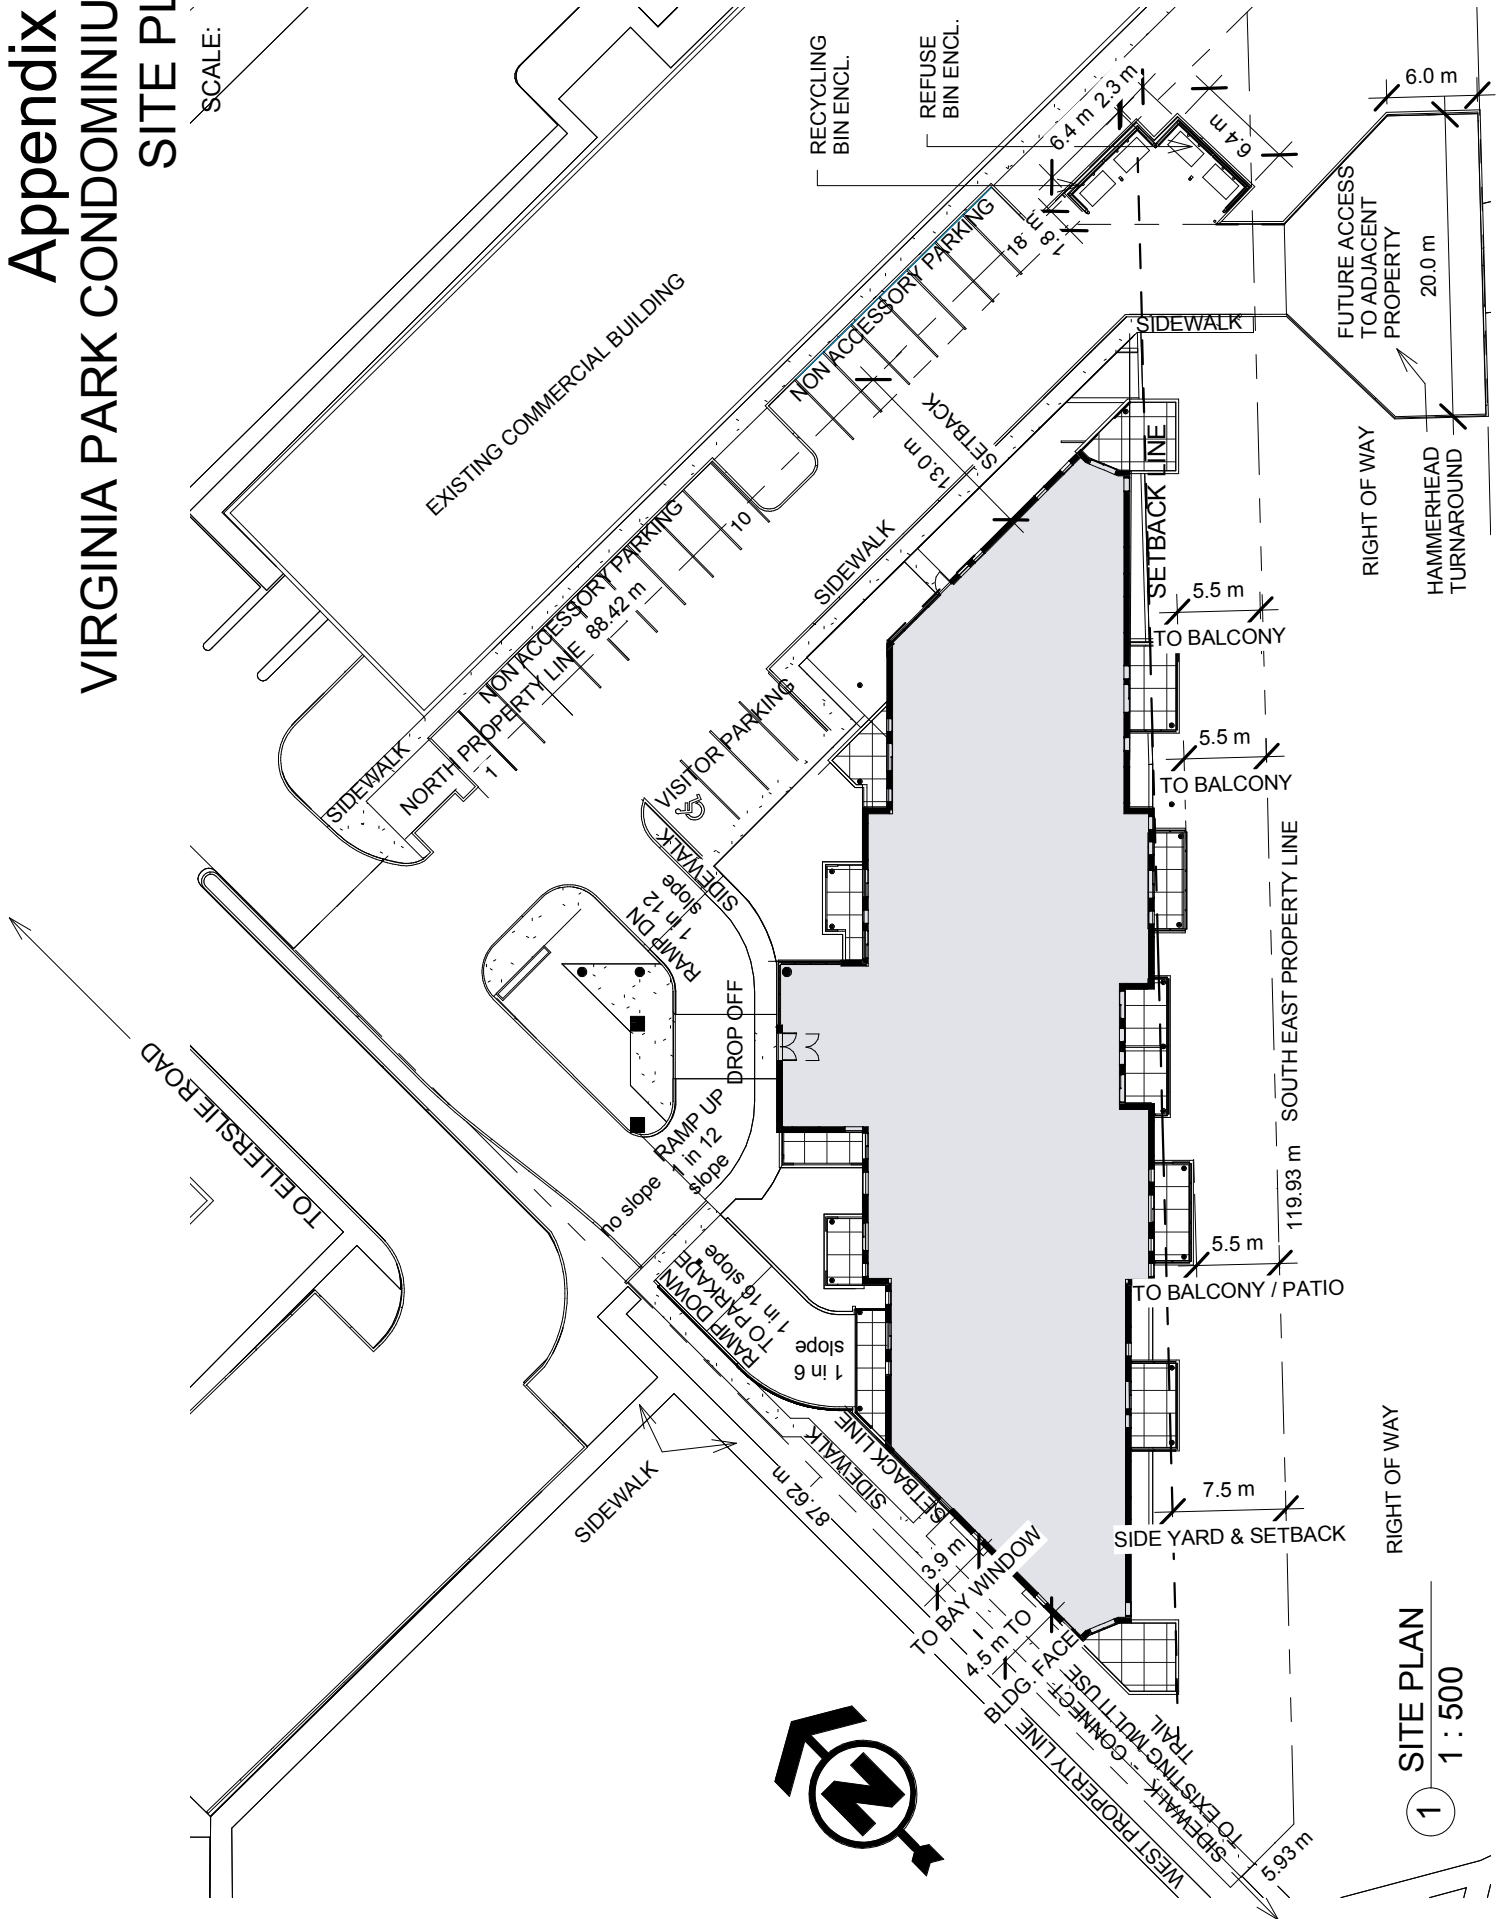 Appendix
VIRGINIA PARK CONDOMINIU
SITE PL
SCALE:
RECYCLING
BIN ENCL.
REFUSE
BIN ENCL.
6.4 m
2.3 m
6.4 m
6.0 m
1.8 m
18
NON ACCESSORY PARKING
EXISTING COMMERCIAL BUILDING
FUTURE ACCESS
TO ADJACENT
PROPERTY
20.0 m
SIDEWALK
SETBACK
13.0 m
SETBACK LINE
RIGHT OF WAY
HAMMERHEAD
TURNAROUND
10
NON ACCESSORY PARKING
NORTH PROPERTY LINE 88.42 m
1
SIDEWALK
SIDEWALK
VISITOR PARKING
5.5 m
TO BALCONY
5.5 m
TO BALCONY
SIDEWALK
RAMP DN
1 in 12
slope
DROP OFF
RAMP UP
1 in 12
slope
no slope
TO ELLERSLIE ROAD
119.93 m SOUTH EAST PROPERTY LINE
5.5 m
TO BALCONY / PATIO
RAMP DOWN
TO PARKADE
1 in 16 slope
1 in 6
slope
SIDEWALK
87.62 m
SIDEWALK
SETBACK LINE
3.9 m
TO BAY WINDOW
4.5 m TO
BLDG. FACE
7.5 m
SIDE YARD & SETBACK
RIGHT OF WAY
SIDEWALK - CONNECT
TO EXISTING MULTI USE
TRAIL
WEST PROPERTY LINE
5.93 m
N
1
SITE PLAN
1 : 500